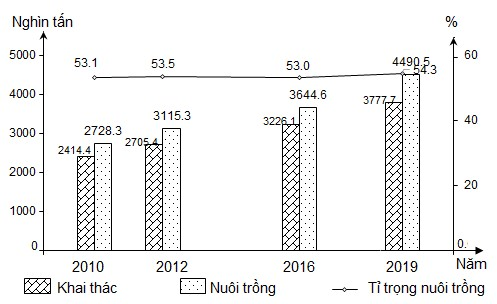 Nghìn tấn %
53.1 53.5 53.0 4490.5
54.3
5000 60
4000 3644.6 3777.7
3115.3 3226.1
3000 2728.3 2705.4 40
2414.4
2000 20
1000
0 0.
2010 2012 2016 2019 Năm
Khai thác Nuôi trồng Tỉ trọng nuôi trồng